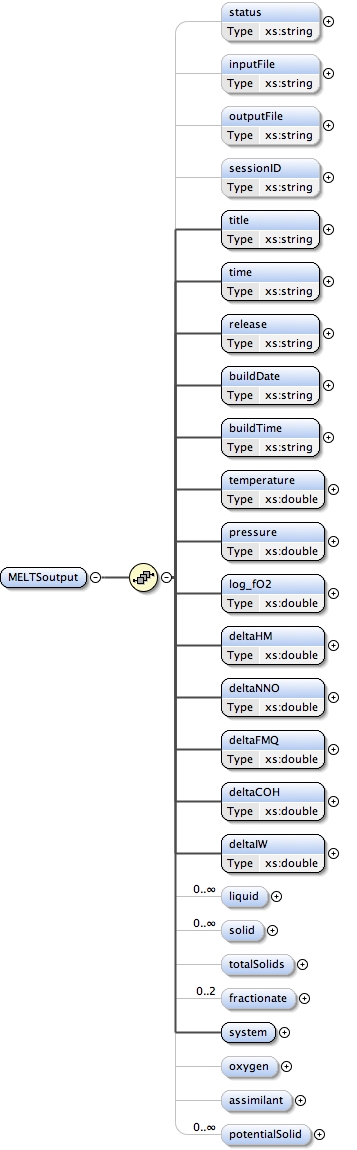 status
Type xs:string
inputFile
Type xs:string
outputFile
Type xs:string
sessionID
Type xs:string
title
Type xs:string
time
Type xs:string
release
Type xs:string
buildDate
Type xs:string
buildTime
Type xs:string
temperature
Type xs:double
pressure
Type xs:double
MELTSoutput
log_fO2
Type xs:double
deltaHM
Type xs:double
deltaNNO
Type xs:double
deltaFMQ
Type xs:double
deltaCOH
Type xs:double
deltaIW
Type xs:double
0..∞ liquid
0..∞ solid
totalSolids
0..2 fractionate
system
oxygen
assimilant
0..∞ potentialSolid